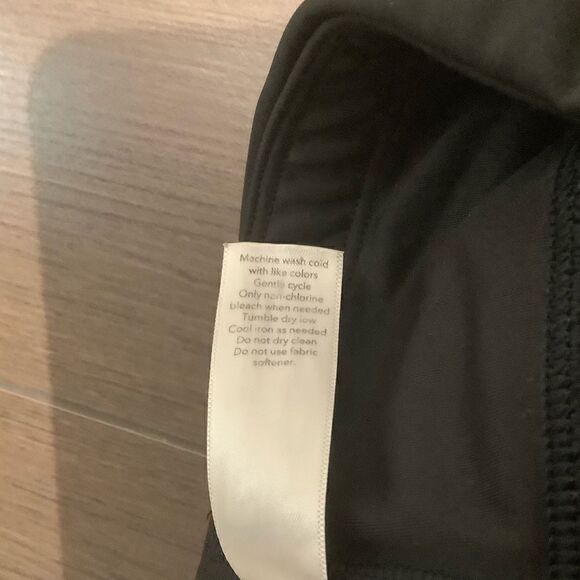 Machine wash cold
with like colors
Gentle cycle
Only non-chlorine
bleach when needed
Tumble dry low
Cool iron as needed
Do not dry clean
Do not use fabric
softener.